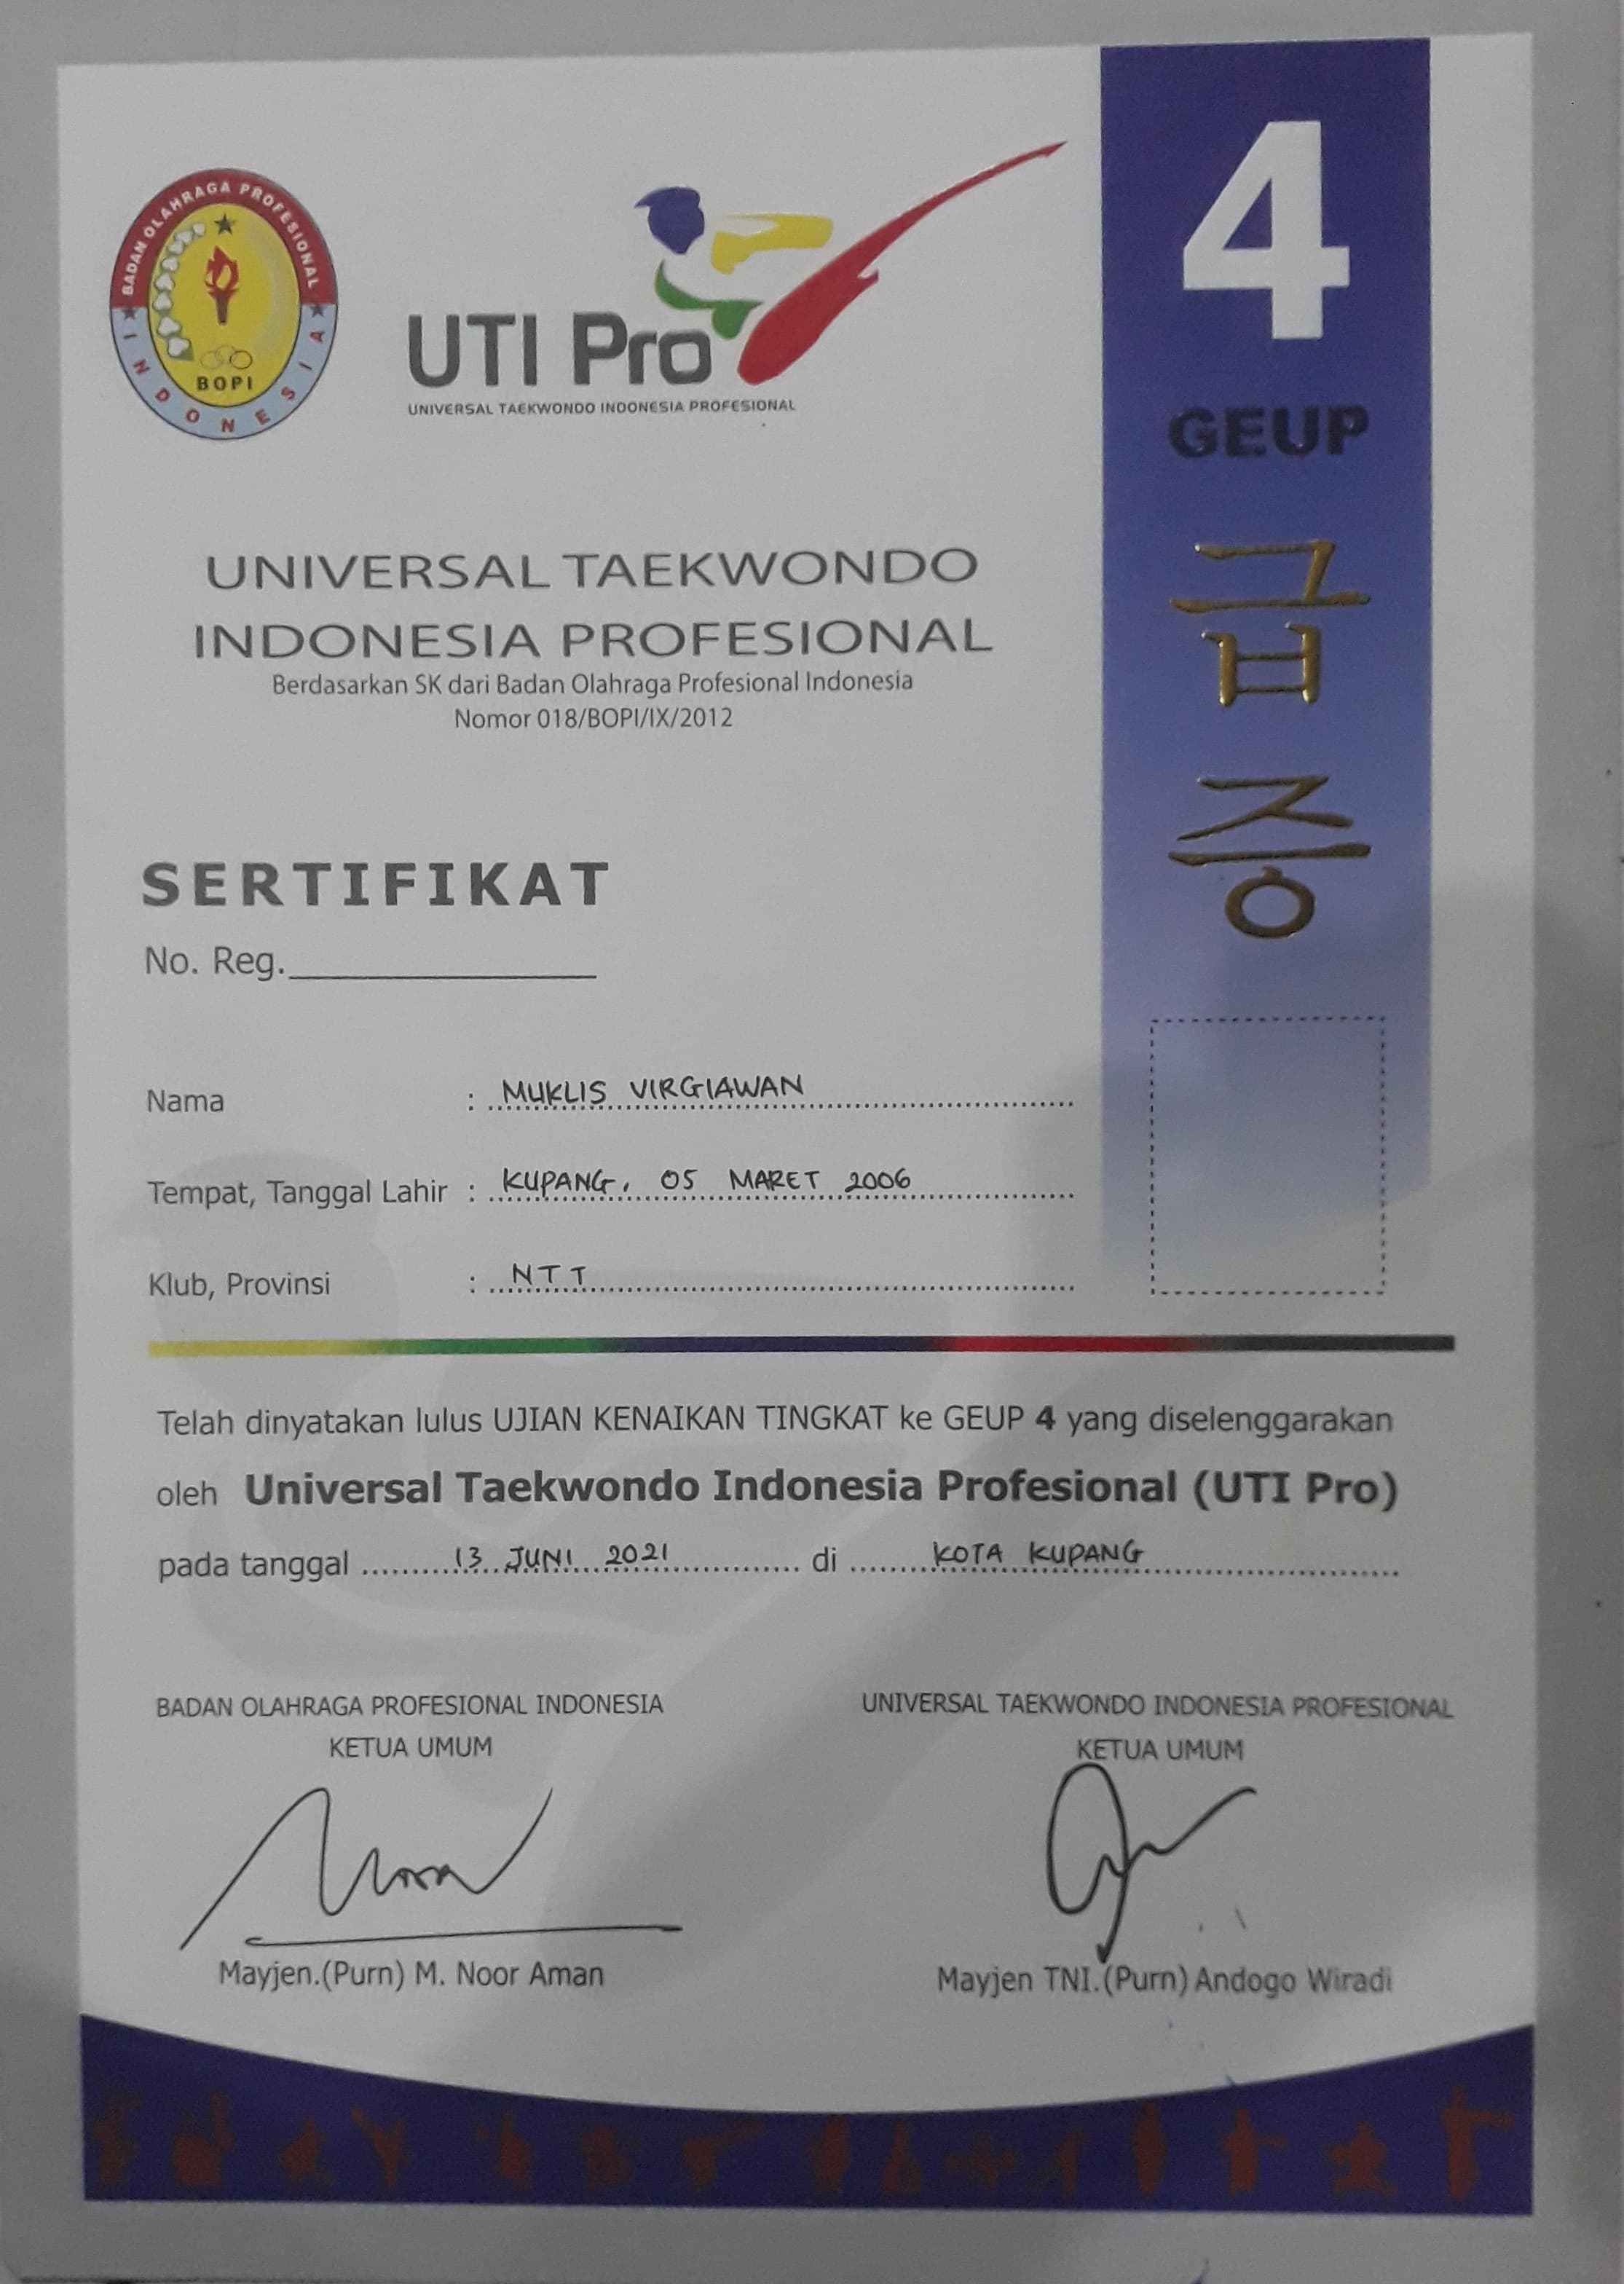 BADAN OLAHRAGA PROFESIONAL
INDONESIA
BOPI
UTI Pro
UNIVERSAL TAEKWONDO INDONESIA PROFESIONAL
4
GEUP
급
증
UNIVERSAL TAEKWONDO
INDONESIA PROFESIONAL
Berdasarkan SK dari Badan Olahraga Profesional Indonesia
Nomor 018/BOPI/IX/2012
SERTIFIKAT
No. Reg.
Nama : MUKLIS VIRGIAWAN
Tempat, Tanggal Lahir : KUPANG, 05 MARET 2006
Klub, Provinsi : NTT
Telah dinyatakan lulus UJIAN KENAIKAN TINGKAT ke GEUP 4 yang diselenggarakan
oleh Universal Taekwondo Indonesia Profesional (UTI Pro)
pada tanggal 13 JUNI 2021 di KOTA KUPANG
BADAN OLAHRAGA PROFESIONAL INDONESIA
KETUA UMUM
Mayjen.(Purn) M. Noor Aman
UNIVERSAL TAEKWONDO INDONESIA PROFESIONAL
KETUA UMUM
Mayjen TNI.(Purn) Andogo Wiradi